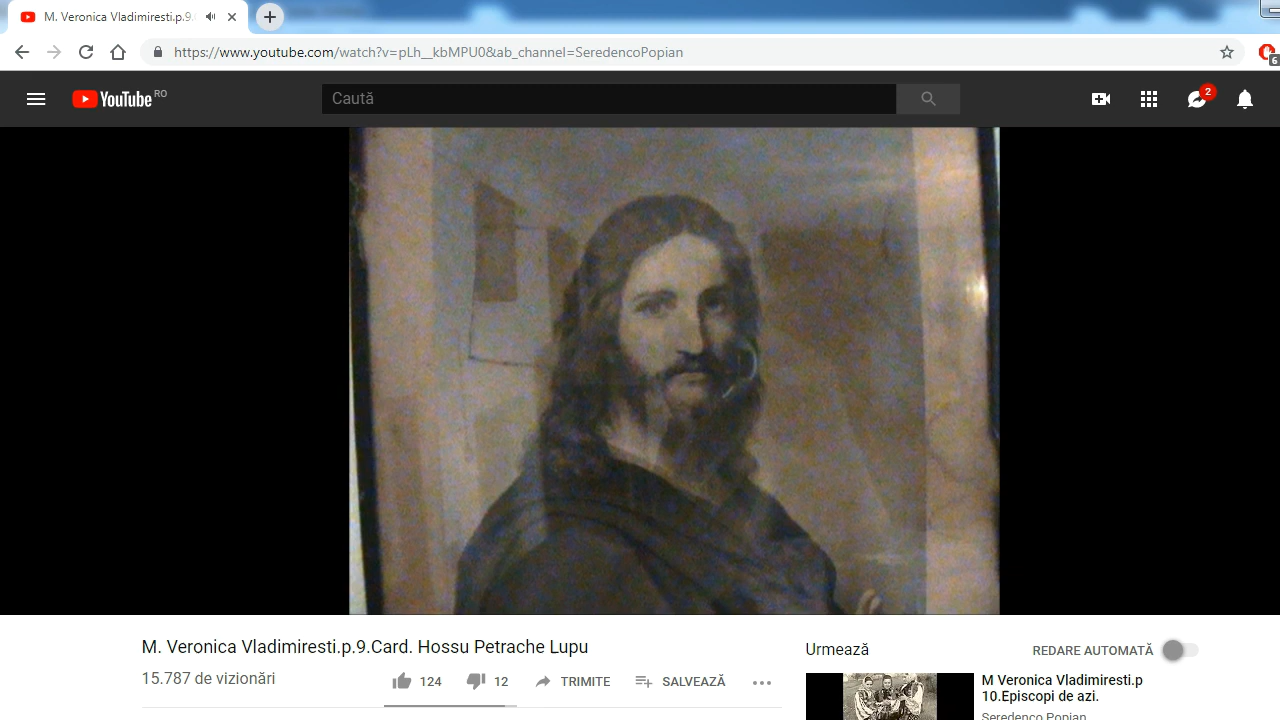 M. Veronica Vladimiresti.p.9.
https://www.youtube.com/watch?v=pLh__kbMPU0&ab_channel=SeredencoPopian
6
YouTube RO
Caută
2
M. Veronica Vladimiresti.p.9.Card. Hossu Petrache Lupu
15.787 de vizionări
124
12
TRIMITE
SALVEAZĂ
Urmează
REDARE AUTOMATĂ
M Veronica Vladimiresti.p
10.Episcopi de azi.
Seredenco Popian